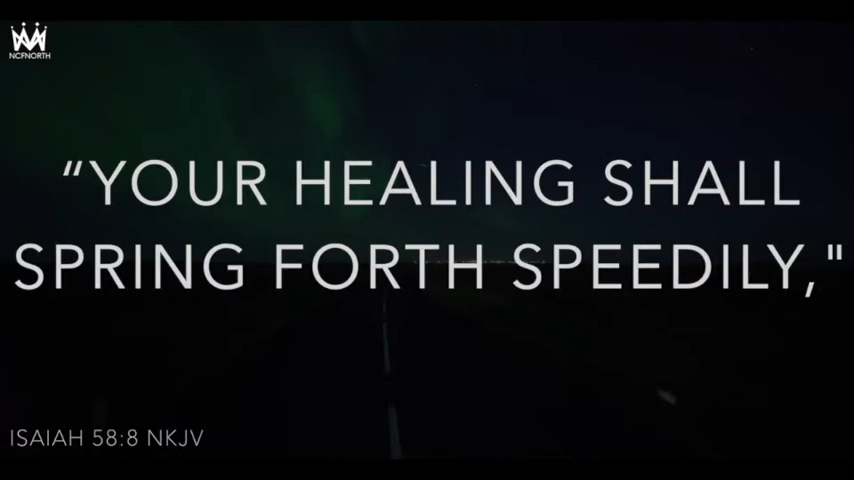 NCFNORTH
“YOUR HEALING SHALL
SPRING FORTH SPEEDILY,"
ISAIAH 58:8 NKJV